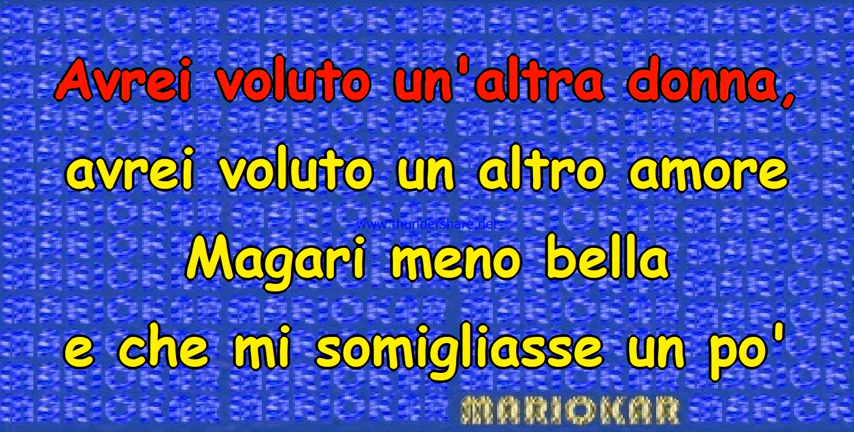 Avrei voluto un'altra donna,
avrei voluto un altro amore
www.thundershare.net
Magari meno bella
e che mi somigliasse un po'
MARIOKAR